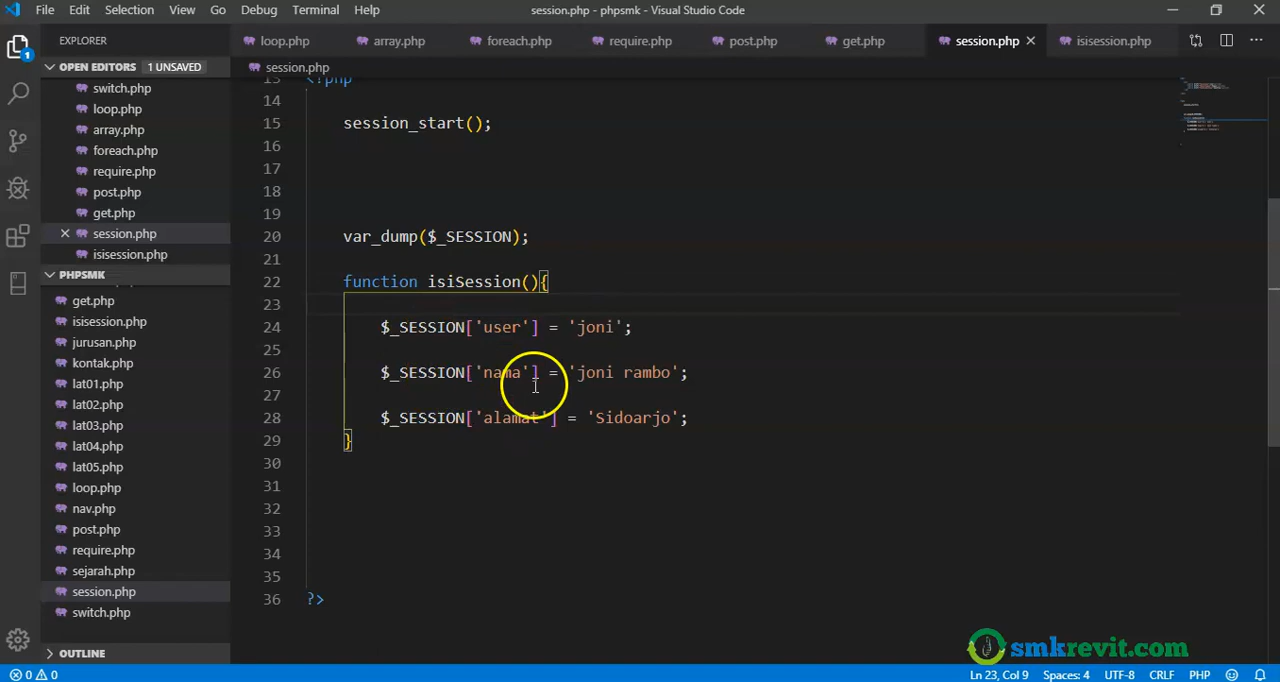 File Edit Selection View Go Debug Terminal Help
session.php - phpsmk - Visual Studio Code
1
EXPLORER
OPEN EDITORS 1 UNSAVED
switch.php
loop.php
array.php
foreach.php
require.php
post.php
get.php
session.php
isisession.php
PHPSMK
get.php
isisession.php
jurusan.php
kontak.php
lat01.php
lat02.php
lat03.php
lat04.php
lat05.php
loop.php
nav.php
post.php
require.php
sejarah.php
session.php
switch.php
OUTLINE
loop.php array.php foreach.php require.php post.php get.php session.php isisession.php
session.php
13 <?php
14
15 session_start();
16
17
18
19
20 var_dump($_SESSION);
21
22 function isiSession(){
23
24 $_SESSION['user'] = 'joni';
25
26 $_SESSION['nama'] = 'joni rambo';
27
28 $_SESSION['alamat'] = 'Sidoarjo';
29 }
30
31
32
33
34
35
36 ?>
smkrevit.com
0 0 Ln 23, Col 9 Spaces: 4 UTF-8 CRLF PHP